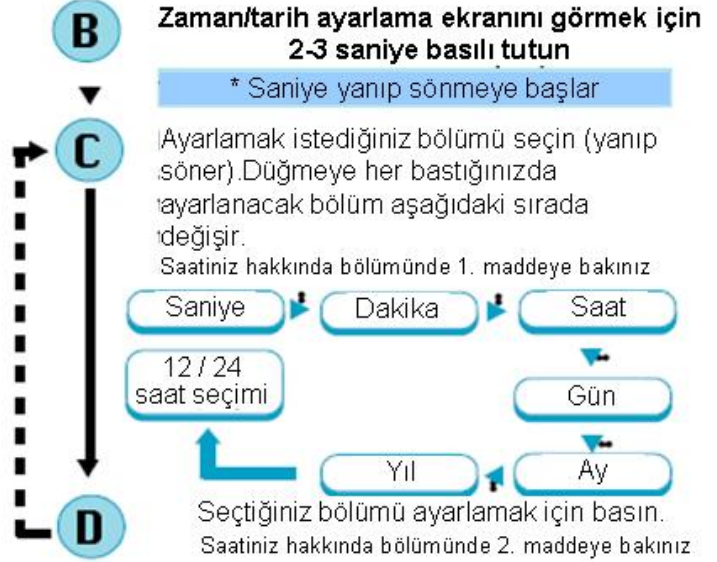 B
Zaman/tarih ayarlama ekranını görmek için
2-3 saniye basılı tutun
* Saniye yanıp sönmeye başlar
C
Ayarlamak istediğiniz bölümü seçin (yanıp
söner).Düğmeye her bastığınızda
ayarlanacak bölüm aşağıdaki sırada
değişir.
Saatiniz hakkında bölümünde 1. maddeye bakınız
Saniye
Dakika
Saat
12 / 24
saat seçimi
Gün
Yıl
Ay
D
Seçtiğiniz bölümü ayarlamak için basın.
Saatiniz hakkında bölümünde 2. maddeye bakınız